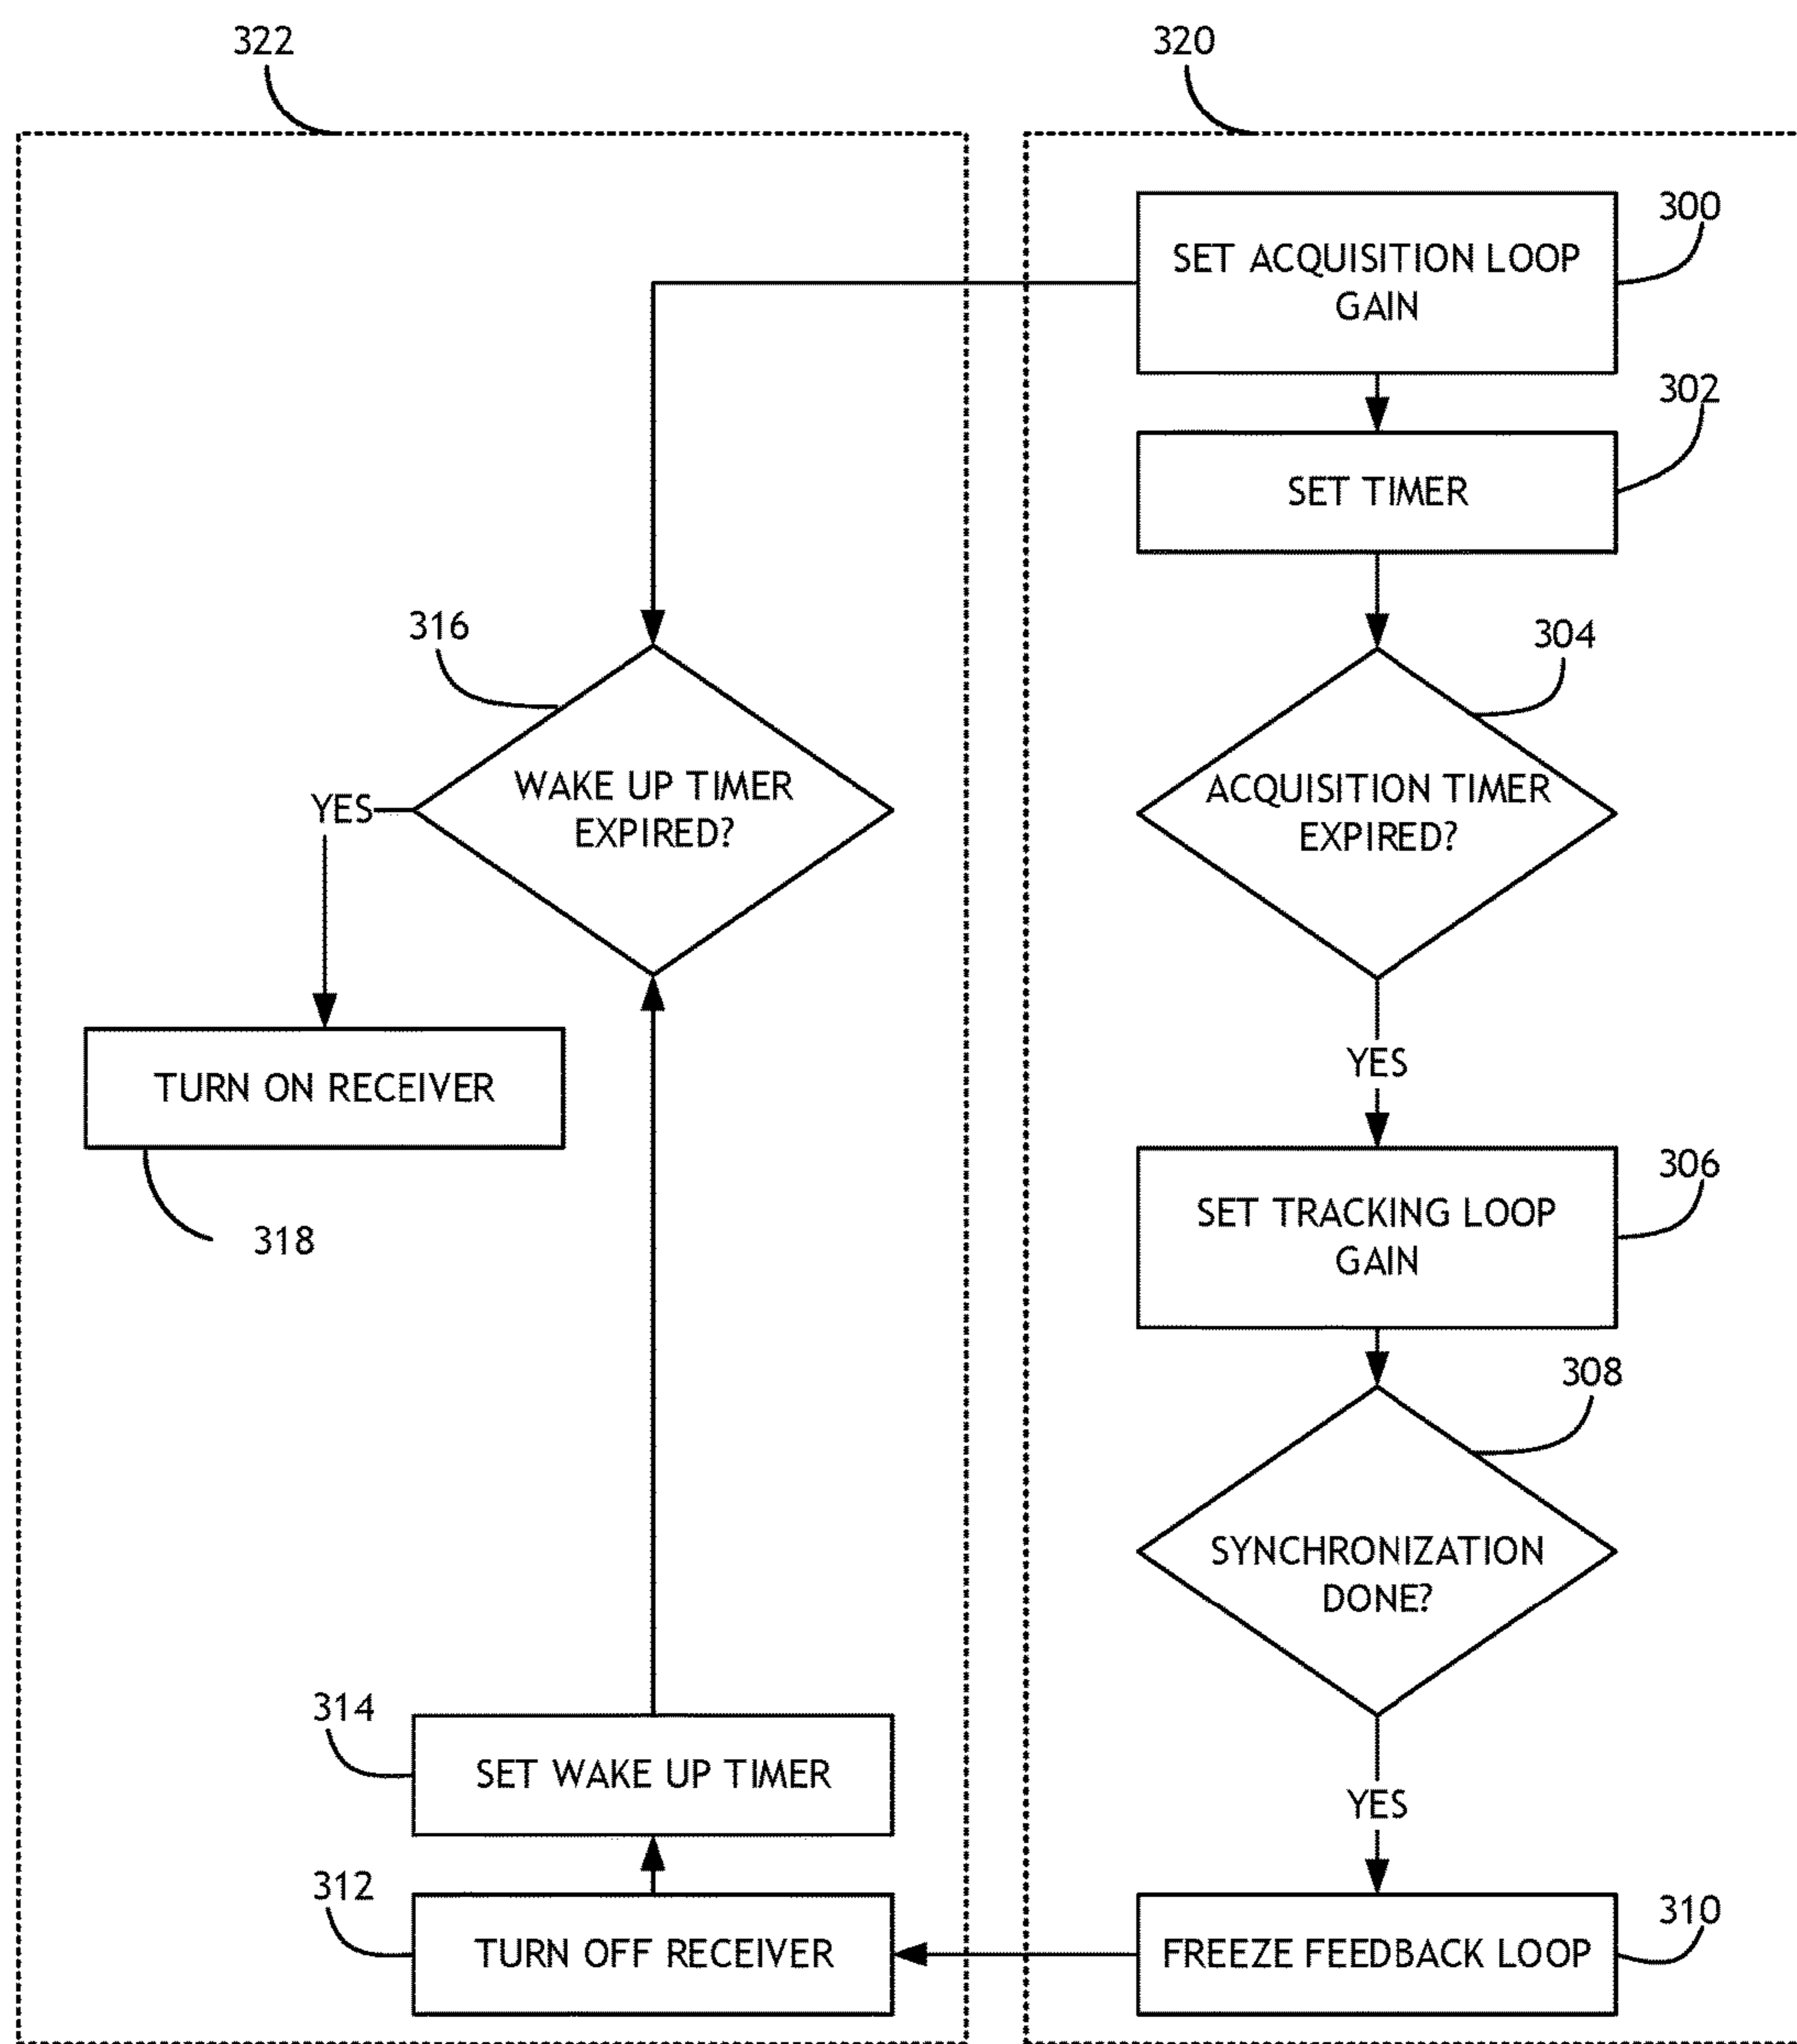 322
320
SET ACQUISITION LOOP
GAIN
300
SET TIMER
302
316
WAKE UP TIMER
EXPIRED?
YES
304
ACQUISITION TIMER
EXPIRED?
YES
TURN ON RECEIVER
318
SET TRACKING LOOP
GAIN
306
308
SYNCHRONIZATION
DONE?
YES
314
SET WAKE UP TIMER
312
TURN OFF RECEIVER
FREEZE FEEDBACK LOOP
310